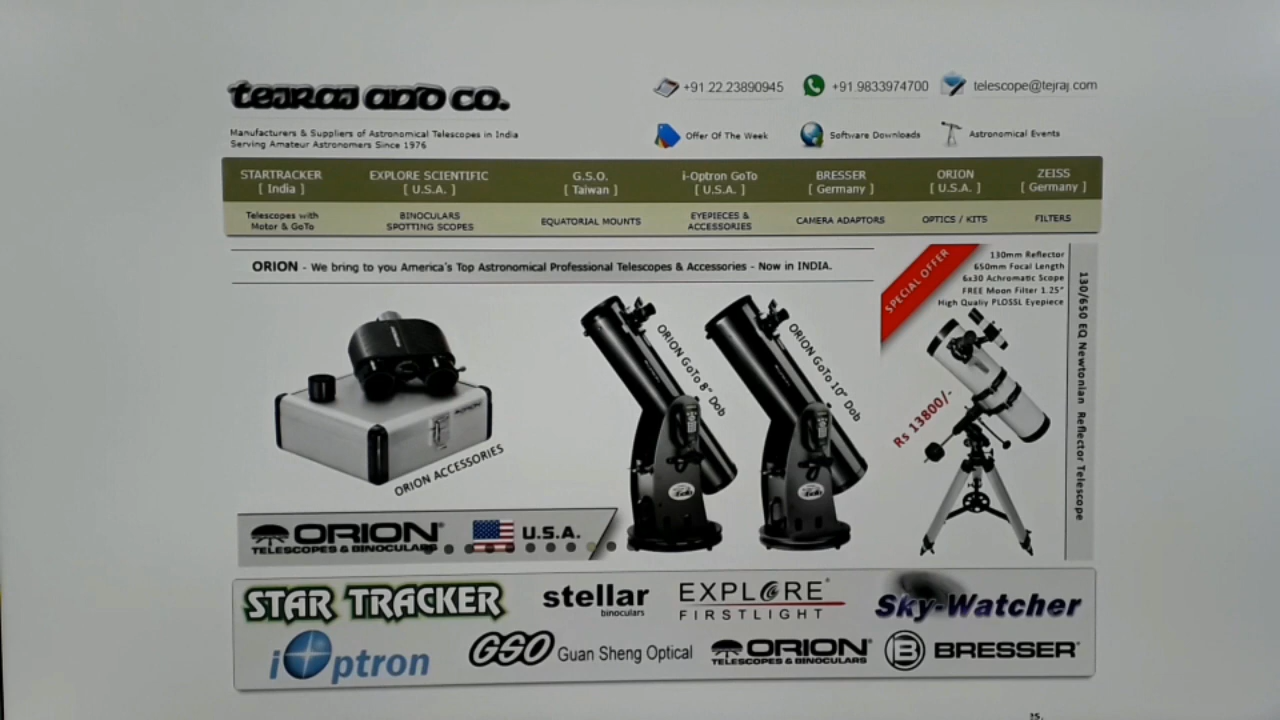 tejraj and co.
Manufacturers & Suppliers of Astronomical Telescopes in India
Serving Amateur Astronomers Since 1976
+91.22.23890945
+91.9833974700
telescope@tejraj.com
Offer Of The Week
Software Downloads
Astronomical Events
STARTRACKER
[ India ]
EXPLORE SCIENTIFIC
[ U.S.A. ]
G.S.O.
[ Taiwan ]
i-Optron GoTo
[ U.S.A. ]
BRESSER
[ Germany ]
ORION
[ U.S.A. ]
ZEISS
[ Germany ]
Telescopes with
Motor & GoTo
BINOCULARS
SPOTTING SCOPES
EQUATORIAL MOUNTS
EYEPIECES &
ACCESSORIES
CAMERA ADAPTORS
OPTICS / KITS
FILTERS
ORION - We bring to you America's Top Astronomical Professional Telescopes & Accessories - Now in INDIA.
ORION ACCESSORIES
ORION GoTo 8" Dob
ORION GoTo 10" Dob
ORION
TELESCOPES & BINOCULARS
U.S.A.
SPECIAL OFFER
130mm Reflector
650mm Focal Length
6x30 Achromatic Scope
FREE Moon Filter 1.25"
High Qualiy PLOSSL Eyepiece
Rs 13800/-
130/650 EQ Newtonian Reflector Telescope
STAR TRACKER
stellar
binoculars
EXPLORE
FIRSTLIGHT
Sky-Watcher
iOptron
GSO Guan Sheng Optical
ORION
TELESCOPES & BINOCULARS
B BRESSER